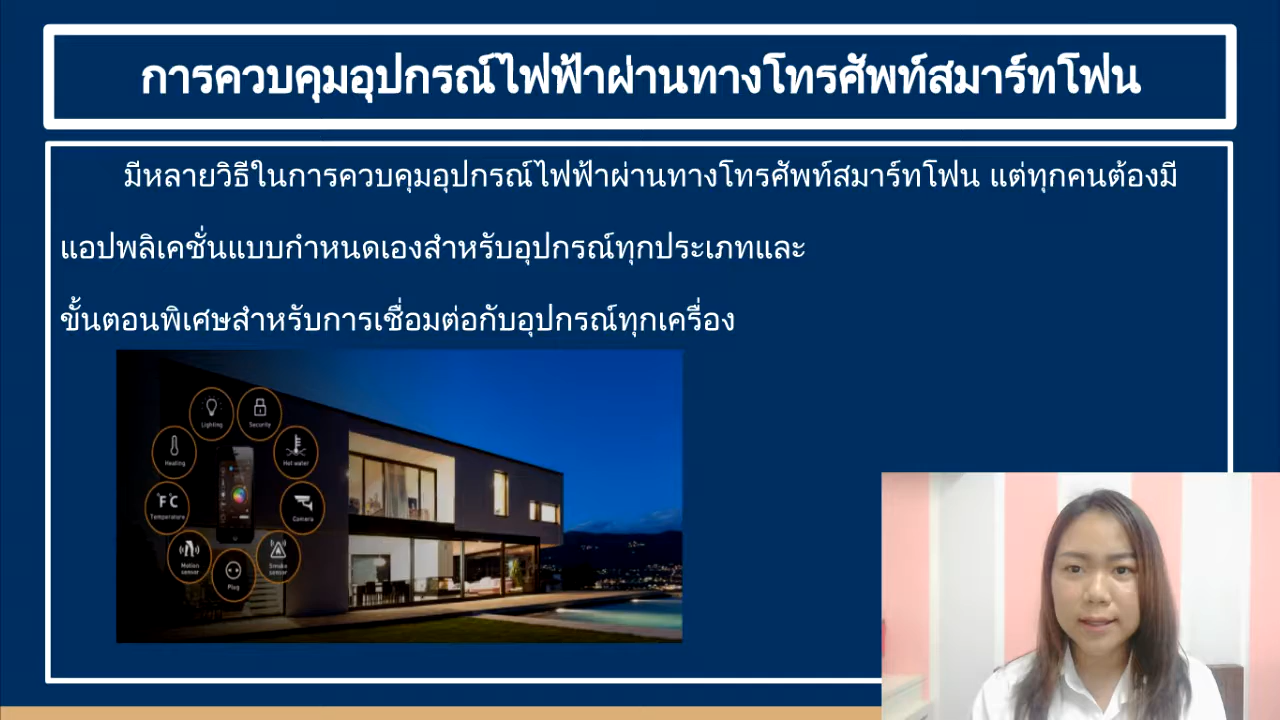 การควบคุมอุปกรณ์ไฟฟ้าผ่านทางโทรศัพท์สมาร์ทโฟน
มีหลายวิธีในการควบคุมอุปกรณ์ไฟฟ้าผ่านทางโทรศัพท์สมาร์ทโฟน แต่ทุกคนต้องมี
แอปพลิเคชั่นแบบกำหนดเองสำหรับอุปกรณ์ทุกประเภทและ
ขั้นตอนพิเศษสำหรับการเชื่อมต่อกับอุปกรณ์ทุกเครื่อง
Lighting
Security
Heating
Hot water
°F°C
Temperature
Camera
Motion
sensor
Smoke
sensor
Plug